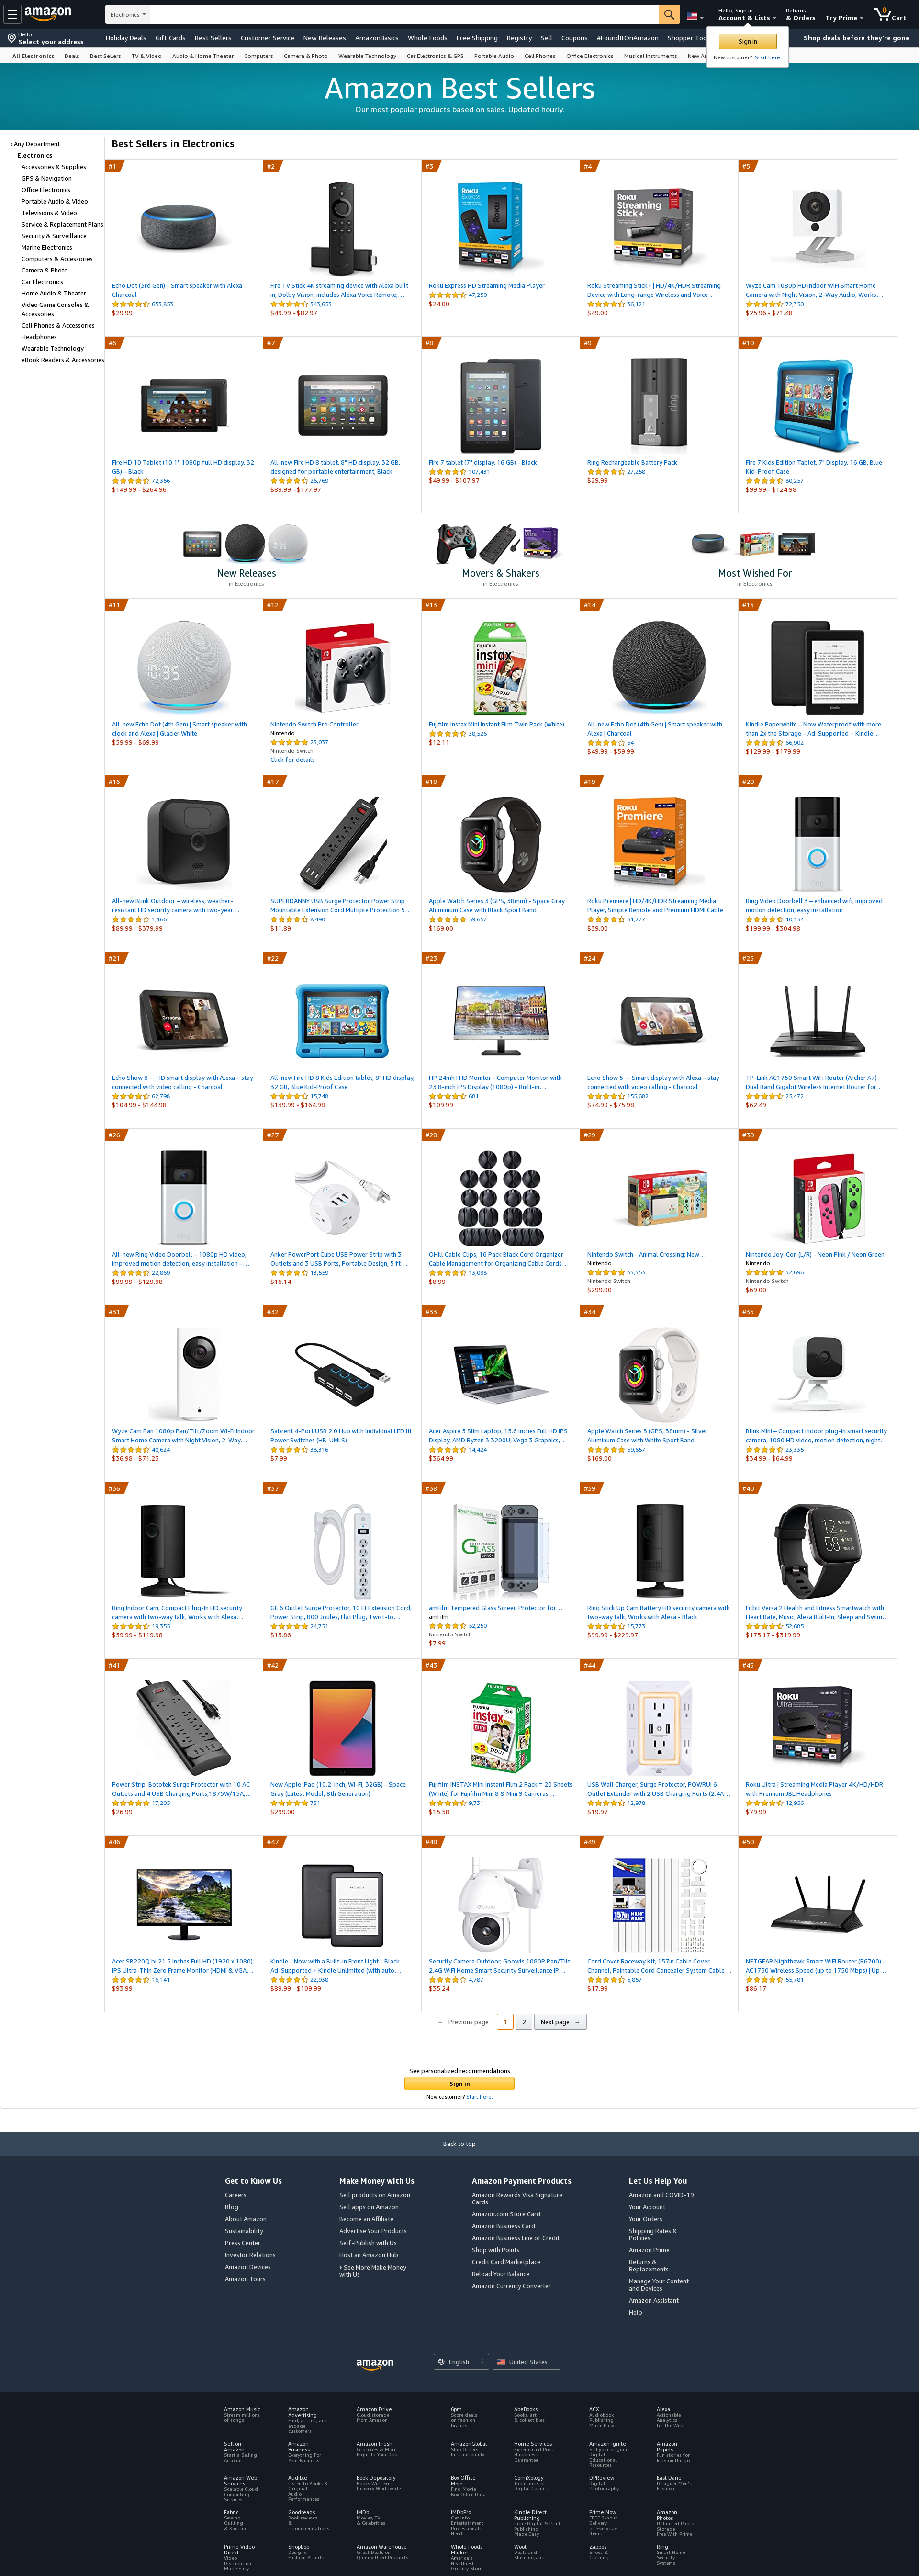 amazon
Electronics
Hello, Sign in
Account & Lists
Returns
& Orders
Try Prime
0
Cart
Hello
Select your address
Holiday Deals
Gift Cards
Best Sellers
Customer Service
New Releases
AmazonBasics
Whole Foods
Free Shipping
Registry
Sell
Coupons
#FoundItOnAmazon
Shopper Too
Shop deals before they're gone
Sign in
New customer? Start here.
All Electronics
Deals
Best Sellers
TV & Video
Audio & Home Theater
Computers
Camera & Photo
Wearable Technology
Car Electronics & GPS
Portable Audio
Cell Phones
Office Electronics
Musical Instruments
New Ar
Amazon Best Sellers
Our most popular products based on sales. Updated hourly.
‹ Any Department
Electronics
Accessories & Supplies
GPS & Navigation
Office Electronics
Portable Audio & Video
Televisions & Video
Service & Replacement Plans
Security & Surveillance
Marine Electronics
Computers & Accessories
Camera & Photo
Car Electronics
Home Audio & Theater
Video Game Consoles &
Accessories
Cell Phones & Accessories
Headphones
Wearable Technology
eBook Readers & Accessories
Best Sellers in Electronics
#1
Echo Dot (3rd Gen) - Smart speaker with Alexa -
Charcoal
653,653
$29.99
#2
Fire TV Stick 4K streaming device with Alexa built
in, Dolby Vision, includes Alexa Voice Remote,…
343,653
$49.99 - $82.97
#3
Roku Express HD Streaming Media Player
47,250
$24.00
#4
Roku Streaming Stick+ | HD/4K/HDR Streaming
Device with Long-range Wireless and Voice…
36,121
$49.00
#5
Wyze Cam 1080p HD Indoor WiFi Smart Home
Camera with Night Vision, 2-Way Audio, Works…
72,350
$25.96 - $71.48
#6
Fire HD 10 Tablet (10.1" 1080p full HD display, 32
GB) – Black
72,356
$149.99 - $264.96
#7
All-new Fire HD 8 tablet, 8" HD display, 32 GB,
designed for portable entertainment, Black
26,769
$89.99 - $177.97
#8
Fire 7 tablet (7" display, 16 GB) - Black
107,431
$49.99 - $107.97
#9
Ring Rechargeable Battery Pack
27,258
$29.99
#10
Fire 7 Kids Edition Tablet, 7" Display, 16 GB, Blue
Kid-Proof Case
80,257
$99.99 - $124.98
New Releases
in Electronics
Movers & Shakers
in Electronics
Most Wished For
in Electronics
#11
All-new Echo Dot (4th Gen) | Smart speaker with
clock and Alexa | Glacier White
$59.99 - $69.99
#12
Nintendo Switch Pro Controller
Nintendo
23,037
Nintendo Switch
Click for details
#13
Fujifilm Instax Mini Instant Film Twin Pack (White)
38,526
$12.11
#14
All-new Echo Dot (4th Gen) | Smart speaker with
Alexa | Charcoal
54
$49.99 - $59.99
#15
Kindle Paperwhite – Now Waterproof with more
than 2x the Storage – Ad-Supported + Kindle…
66,902
$129.99 - $179.99
#16
All-new Blink Outdoor – wireless, weather-
resistant HD security camera with two-year…
1,166
$89.99 - $379.99
#17
SUPERDANNY USB Surge Protector Power Strip
Mountable Extension Cord Multiple Protection 5…
8,490
$11.89
#18
Apple Watch Series 3 (GPS, 38mm) - Space Gray
Aluminium Case with Black Sport Band
59,657
$169.00
#19
Roku Premiere | HD/4K/HDR Streaming Media
Player, Simple Remote and Premium HDMI Cable
31,277
$39.00
#20
Ring Video Doorbell 3 – enhanced wifi, improved
motion detection, easy installation
10,134
$199.99 - $304.98
#21
Echo Show 8 -- HD smart display with Alexa – stay
connected with video calling - Charcoal
62,798
$104.99 - $144.98
#22
All-new Fire HD 8 Kids Edition tablet, 8" HD display,
32 GB, Blue Kid-Proof Case
15,748
$139.99 - $164.98
#23
HP 24mh FHD Monitor - Computer Monitor with
23.8-inch IPS Display (1080p) - Built-in…
681
$109.99
#24
Echo Show 5 -- Smart display with Alexa – stay
connected with video calling - Charcoal
155,682
$74.99 - $75.98
#25
TP-Link AC1750 Smart WiFi Router (Archer A7) -
Dual Band Gigabit Wireless Internet Router for…
25,472
$62.49
#26
All-new Ring Video Doorbell – 1080p HD video,
improved motion detection, easy installation –…
22,869
$99.99 - $129.98
#27
Anker PowerPort Cube USB Power Strip with 3
Outlets and 3 USB Ports, Portable Design, 5 ft…
13,559
$16.14
#28
OHill Cable Clips, 16 Pack Black Cord Organizer
Cable Management for Organizing Cable Cords…
13,088
$8.99
#29
Nintendo Switch - Animal Crossing: New…
Nintendo
33,353
Nintendo Switch
$299.00
#30
Nintendo Joy-Con (L/R) - Neon Pink / Neon Green
Nintendo
32,696
Nintendo Switch
$69.00
#31
Wyze Cam Pan 1080p Pan/Tilt/Zoom Wi-Fi Indoor
Smart Home Camera with Night Vision, 2-Way…
40,624
$36.98 - $71.23
#32
Sabrent 4-Port USB 2.0 Hub with Individual LED lit
Power Switches (HB-UMLS)
38,316
$7.99
#33
Acer Aspire 5 Slim Laptop, 15.6 inches Full HD IPS
Display, AMD Ryzen 3 3200U, Vega 3 Graphics,…
14,424
$364.99
#34
Apple Watch Series 3 (GPS, 38mm) - Silver
Aluminum Case with White Sport Band
59,657
$169.00
#35
Blink Mini – Compact indoor plug-in smart security
camera, 1080 HD video, motion detection, night…
23,335
$34.99 - $64.99
#36
Ring Indoor Cam, Compact Plug-In HD security
camera with two-way talk, Works with Alexa…
19,355
$59.99 - $119.98
#37
GE 6 Outlet Surge Protector, 10 Ft Extension Cord,
Power Strip, 800 Joules, Flat Plug, Twist-to…
24,751
$13.86
#38
amFilm Tempered Glass Screen Protector for…
amFilm
52,250
Nintendo Switch
$7.99
#39
Ring Stick Up Cam Battery HD security camera with
two-way talk, Works with Alexa - Black
15,773
$99.99 - $229.97
#40
Fitbit Versa 2 Health and Fitness Smartwatch with
Heart Rate, Music, Alexa Built-In, Sleep and Swim…
52,685
$175.17 - $319.99
#41
Power Strip, Bototek Surge Protector with 10 AC
Outlets and 4 USB Charging Ports,1875W/15A,…
17,205
$26.99
#42
New Apple iPad (10.2-inch, Wi-Fi, 32GB) - Space
Gray (Latest Model, 8th Generation)
731
$299.00
#43
Fujifilm INSTAX Mini Instant Film 2 Pack = 20 Sheets
(White) for Fujifilm Mini 8 & Mini 9 Cameras,…
9,731
$15.58
#44
USB Wall Charger, Surge Protector, POWRUI 6-
Outlet Extender with 2 USB Charging Ports (2.4A…
12,978
$19.97
#45
Roku Ultra | Streaming Media Player 4K/HD/HDR
with Premium JBL Headphones
12,956
$79.99
#46
Acer SB220Q bi 21.5 Inches Full HD (1920 x 1080)
IPS Ultra-Thin Zero Frame Monitor (HDMI & VGA…
16,141
$93.99
#47
Kindle - Now with a Built-in Front Light - Black -
Ad-Supported + Kindle Unlimited (with auto…
22,938
$89.99 - $109.99
#48
Security Camera Outdoor, Goowls 1080P Pan/Tilt
2.4G WiFi Home Smart Security Surveillance IP…
4,787
$35.24
#49
Cord Cover Raceway Kit, 157in Cable Cover
Channel, Paintable Cord Concealer System Cable…
6,857
$17.99
#50
NETGEAR Nighthawk Smart WiFi Router (R6700) -
AC1750 Wireless Speed (up to 1750 Mbps) | Up…
55,781
$86.17
← Previous page 1 2 Next page →
See personalized recommendations
Sign in
New customer? Start here.
Back to top
Get to Know Us
Careers
Blog
About Amazon
Sustainability
Press Center
Investor Relations
Amazon Devices
Amazon Tours
Make Money with Us
Sell products on Amazon
Sell apps on Amazon
Become an Affiliate
Advertise Your Products
Self-Publish with Us
Host an Amazon Hub
› See More Make Money
with Us
Amazon Payment Products
Amazon Rewards Visa Signature
Cards
Amazon.com Store Card
Amazon Business Card
Amazon Business Line of Credit
Shop with Points
Credit Card Marketplace
Reload Your Balance
Amazon Currency Converter
Let Us Help You
Amazon and COVID-19
Your Account
Your Orders
Shipping Rates &
Policies
Amazon Prime
Returns &
Replacements
Manage Your Content
and Devices
Amazon Assistant
Help
amazon
English
United States
Amazon Music
Stream millions
of songs
Amazon
Advertising
Find, attract, and
engage
customers
Amazon Drive
Cloud storage
from Amazon
6pm
Score deals
on fashion
brands
AbeBooks
Books, art
& collectibles
ACX
Audiobook
Publishing
Made Easy
Alexa
Actionable
Analytics
for the Web
Sell on
Amazon
Start a Selling
Account
Amazon
Business
Everything For
Your Business
Amazon Fresh
Groceries & More
Right To Your Door
AmazonGlobal
Ship Orders
Internationally
Home Services
Experienced Pros
Happiness
Guarantee
Amazon Ignite
Sell your original
Digital
Educational
Resources
Amazon
Rapids
Fun stories for
kids on the go
Amazon Web
Services
Scalable Cloud
Computing
Services
Audible
Listen to Books &
Original
Audio
Performances
Book Depository
Books With Free
Delivery Worldwide
Box Office
Mojo
Find Movie
Box Office Data
ComiXology
Thousands of
Digital Comics
DPReview
Digital
Photography
East Dane
Designer Men's
Fashion
Fabric
Sewing,
Quilting
& Knitting
Goodreads
Book reviews
&
recommendations
IMDb
Movies, TV
& Celebrities
IMDbPro
Get Info
Entertainment
Professionals
Need
Kindle Direct
Publishing
Indie Digital & Print
Publishing
Made Easy
Prime Now
FREE 2-hour
Delivery
on Everyday
Items
Amazon
Photos
Unlimited Photo
Storage
Free With Prime
Prime Video
Direct
Video
Distribution
Made Easy
Shopbop
Designer
Fashion Brands
Amazon Warehouse
Great Deals on
Quality Used Products
Whole Foods
Market
America's
Healthiest
Grocery Store
Woot!
Deals and
Shenanigans
Zappos
Shoes &
Clothing
Ring
Smart Home
Security
Systems